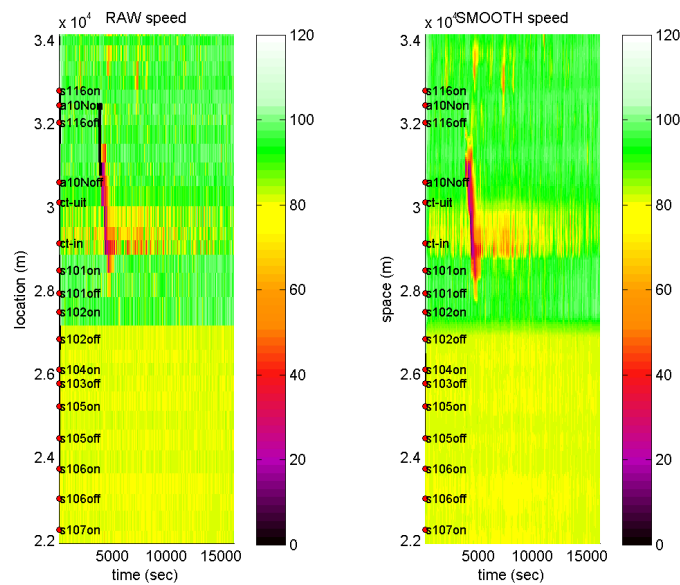 x 10⁴ RAW speed
3.4
3.2
3
2.8
2.6
2.4
2.2
s116on
a10Non
s116off
a10Noff
ct-uit
ct-in
s101on
s101off
s102on
s102off
s104on
s103off
s105on
s105off
s106on
s106off
s107on
location (m)
5000 10000 15000
time (sec)
120
100
80
60
40
20
0
x 10⁴ SMOOTH speed
3.4
3.2
3
2.8
2.6
2.4
2.2
s116on
a10Non
s116off
a10Noff
ct-uit
ct-in
s101on
s101off
s102on
s102off
s104on
s103off
s105on
s105off
s106on
s106off
s107on
space (m)
5000 10000 15000
time (sec)
120
100
80
60
40
20
0